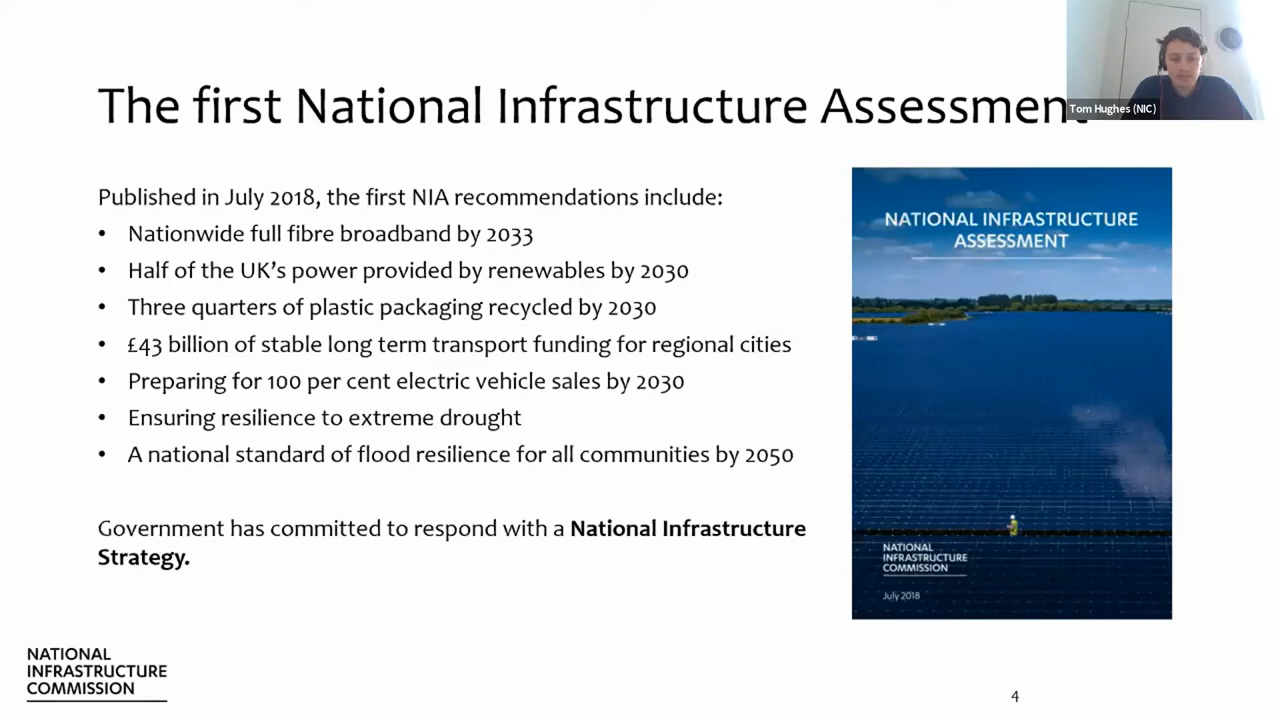 The first National Infrastructure Assessment
Tom Hughes (NIC)
Published in July 2018, the first NIA recommendations include:
• Nationwide full fibre broadband by 2033
• Half of the UK's power provided by renewables by 2030
• Three quarters of plastic packaging recycled by 2030
• £43 billion of stable long term transport funding for regional cities
• Preparing for 100 per cent electric vehicle sales by 2030
• Ensuring resilience to extreme drought
• A national standard of flood resilience for all communities by 2050
Government has committed to respond with a National Infrastructure
Strategy.
NATIONAL INFRASTRUCTURE
ASSESSMENT
NATIONAL
INFRASTRUCTURE
COMMISSION
July 2018
NATIONAL
INFRASTRUCTURE
COMMISSION
4